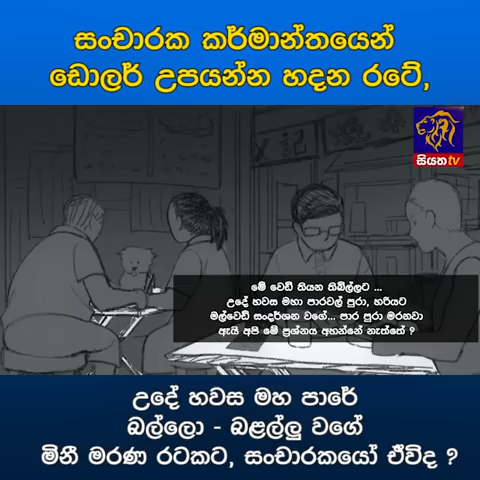 සංචාරක කර්මාන්තයෙන්
ඩොලර් උපයන්න හදන රටේ,
සියත tv
මේ වෙඩි තියන තිබිල්ලට ...
උදේ හවස මහා පාරවල් පුරා, හරියට
මල්වෙඩි සංදර්ශන වගේ... පාර පුරා මරනවා
ඇයි අපි මේ ප්‍රශ්නය අහන්නේ නැත්තේ ?
උදේ හවස මහ පාරේ
බල්ලො - බළල්ලු වගේ
මිනී මරණ රටකට, සංචාරකයෝ ඒවිද ?